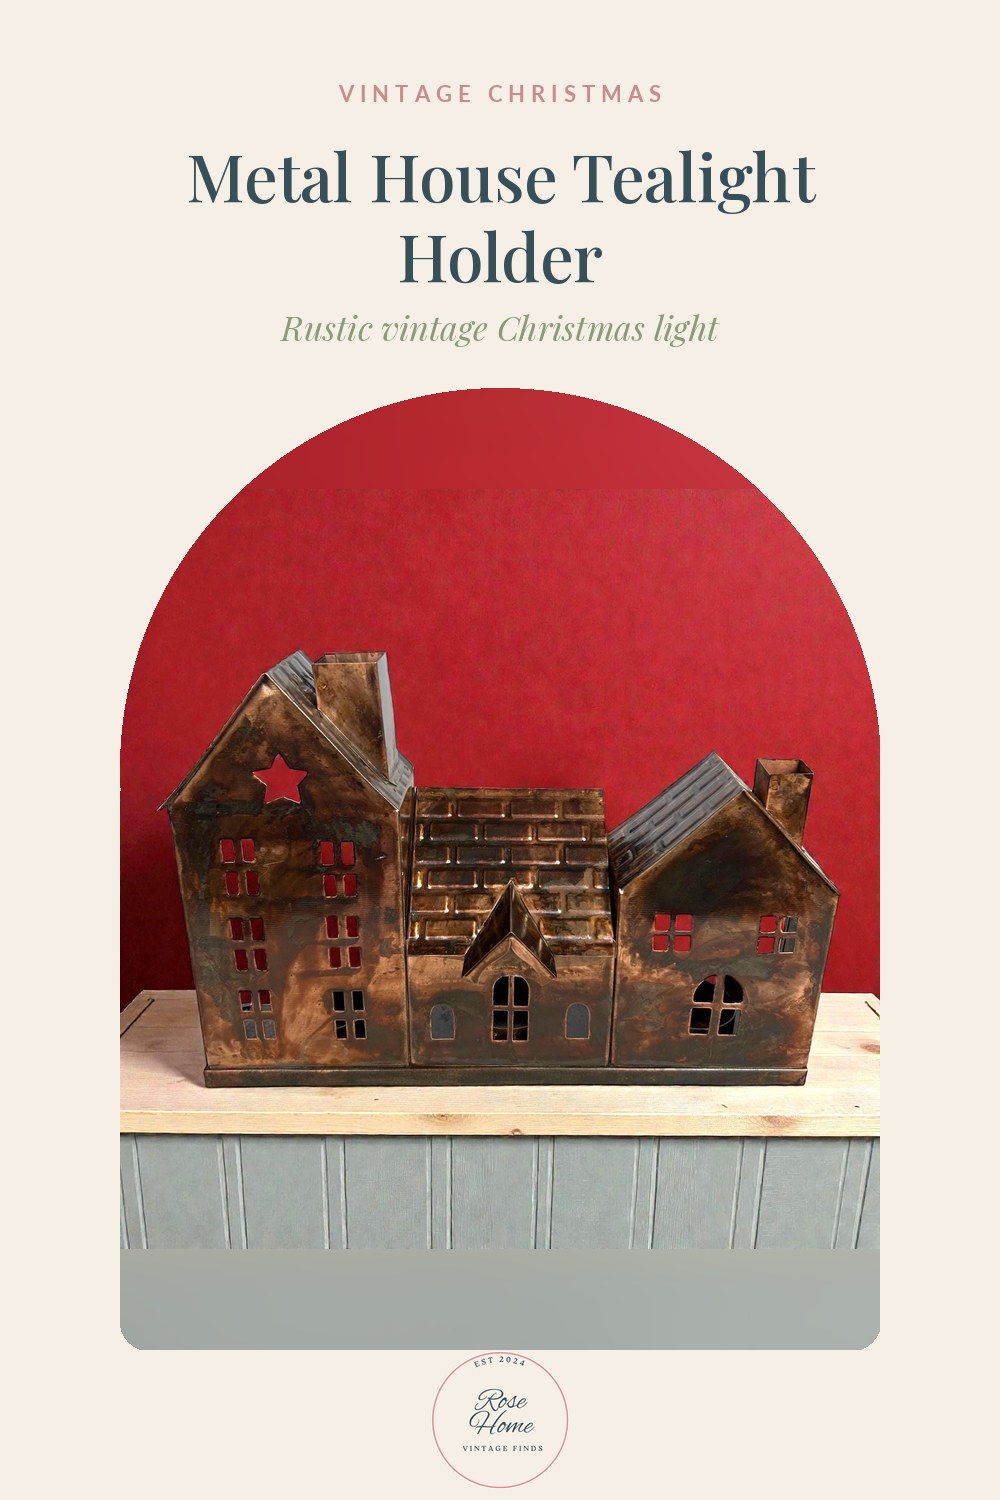 VINTAGE CHRISTMAS
Metal House Tealight
Holder
Rustic vintage Christmas light
EST 2024
Rose
Home
VINTAGE FINDS